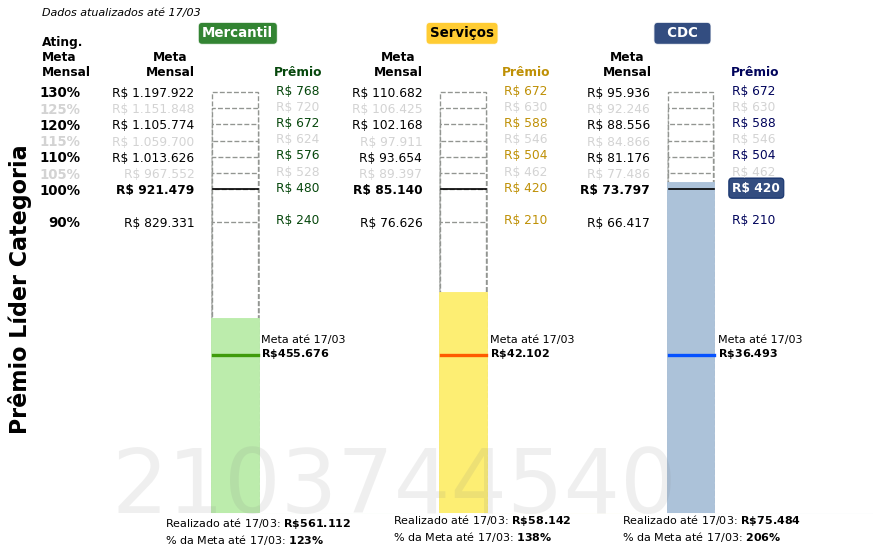 Dados atualizados até 17/03
Mercantil
Serviços
CDC
Ating.
Meta
Mensal
Meta
Mensal
Prêmio
Meta
Mensal
Prêmio
Meta
Mensal
Prêmio
130% R$ 1.197.922 R$ 768 R$ 110.682 R$ 672 R$ 95.936 R$ 672
125% R$ 1.151.848 R$ 720 R$ 106.425 R$ 630 R$ 92.246 R$ 630
120% R$ 1.105.774 R$ 672 R$ 102.168 R$ 588 R$ 88.556 R$ 588
115% R$ 1.059.700 R$ 624 R$ 97.911 R$ 546 R$ 84.866 R$ 546
110% R$ 1.013.626 R$ 576 R$ 93.654 R$ 504 R$ 81.176 R$ 504
105% R$ 967.552 R$ 528 R$ 89.397 R$ 462 R$ 77.486 R$ 462
100% R$ 921.479 R$ 480 R$ 85.140 R$ 420 R$ 73.797 R$ 420
90% R$ 829.331 R$ 240 R$ 76.626 R$ 210 R$ 66.417 R$ 210
Prêmio Líder Categoria
Meta até 17/03
R$455.676
Meta até 17/03
R$42.102
Meta até 17/03
R$36.493
2103744540
Realizado até 17/03: R$561.112
% da Meta até 17/03: 123%
Realizado até 17/03: R$58.142
% da Meta até 17/03: 138%
Realizado até 17/03: R$75.484
% da Meta até 17/03: 206%